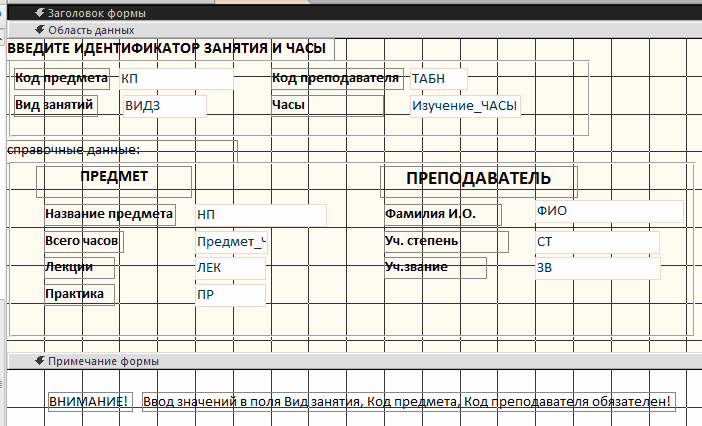 Заголовок формы
Область данных
ВВЕДИТЕ ИДЕНТИФИКАТОР ЗАНЯТИЯ И ЧАСЫ
Код предмета КП Код преподавателя ТАБН
Вид занятий ВИДЗ Часы Изучение_ЧАСЫ
справочные данные:
ПРЕДМЕТ ПРЕПОДАВАТЕЛЬ
Название предмета НП Фамилия И.О. ФИО
Всего часов Предмет_Ч Уч. степень СТ
Лекции ЛЕК Уч.звание ЗВ
Практика ПР
Примечание формы
ВНИМАНИЕ! Ввод значений в поля Вид занятия, Код предмета, Код преподавателя обязателен!